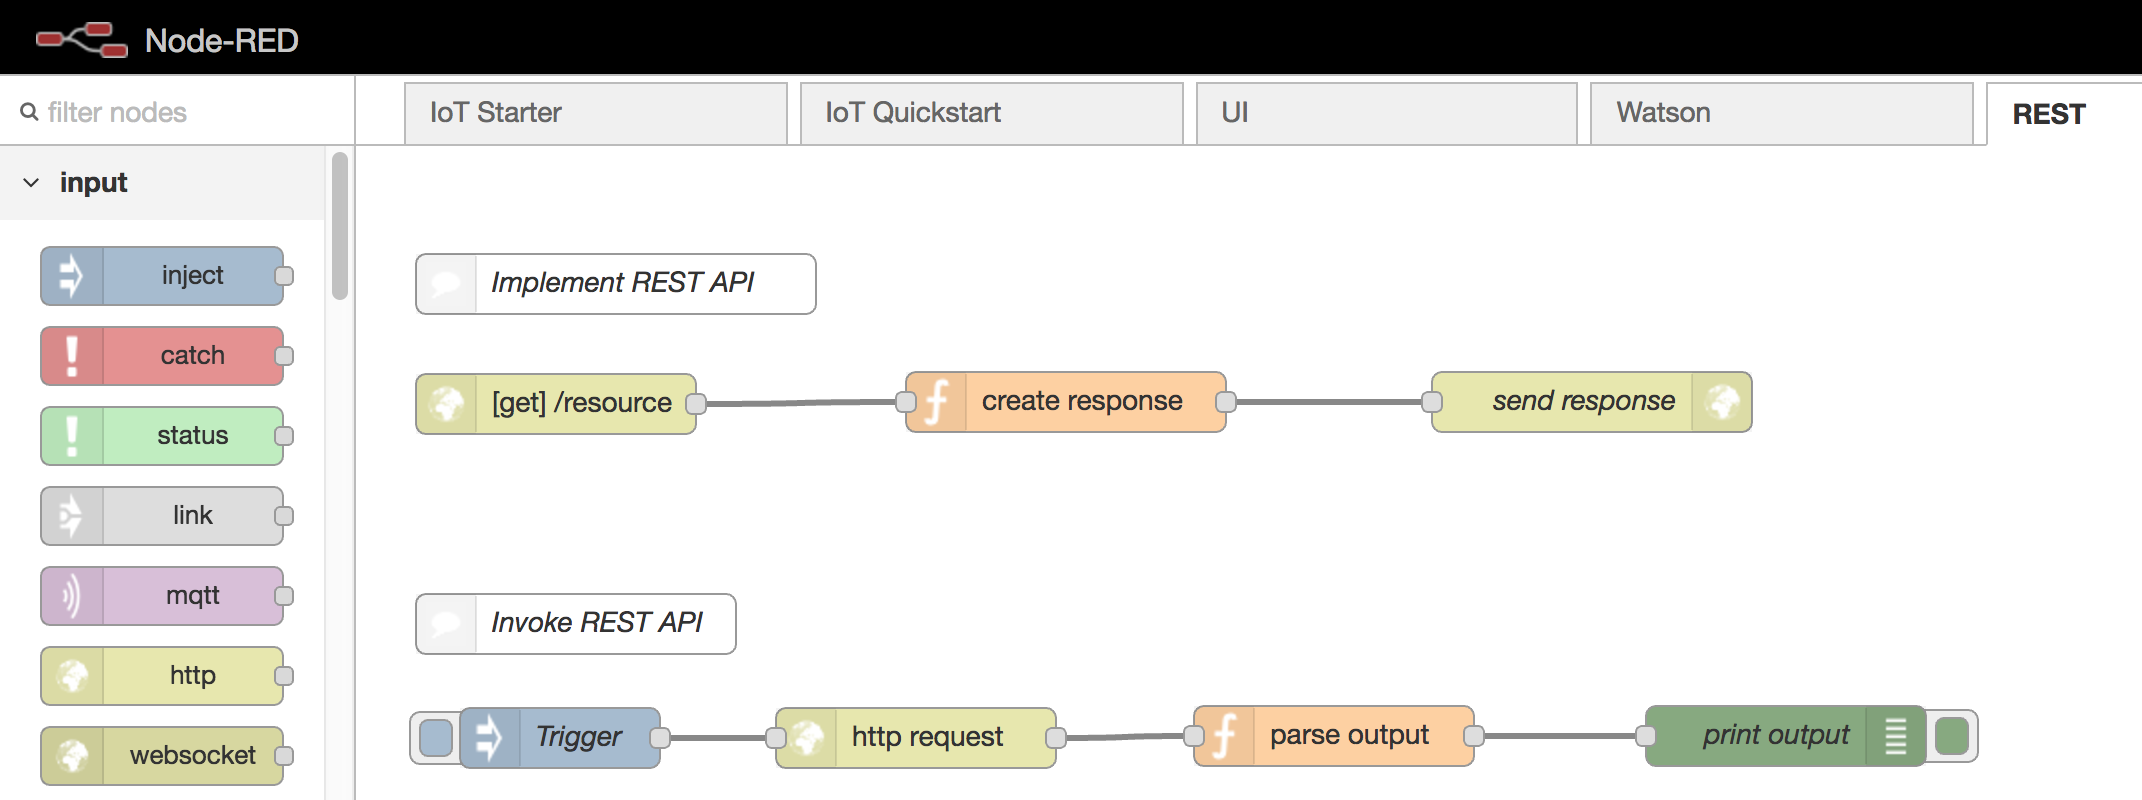 Node-RED
filter nodes
IoT Starter
IoT Quickstart
UI
Watson
REST
input
inject
catch
status
link
mqtt
http
websocket
Implement REST API
[get] /resource
create response
send response
Invoke REST API
Trigger
http request
parse output
print output